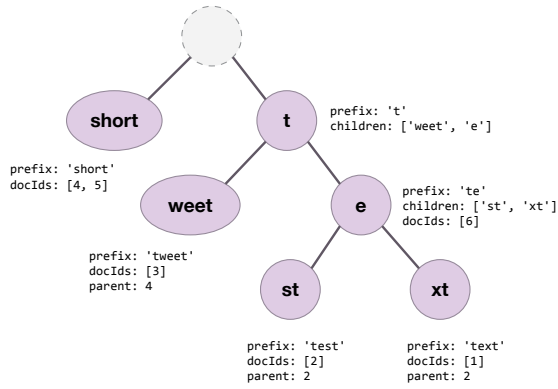 short
t
prefix: 't'
children: ['weet', 'e']
prefix: 'short'
docIds: [4, 5]
weet
e
prefix: 'te'
children: ['st', 'xt']
docIds: [6]
prefix: 'tweet'
docIds: [3]
parent: 4
st
xt
prefix: 'test'
docIds: [2]
parent: 2
prefix: 'text'
docIds: [1]
parent: 2